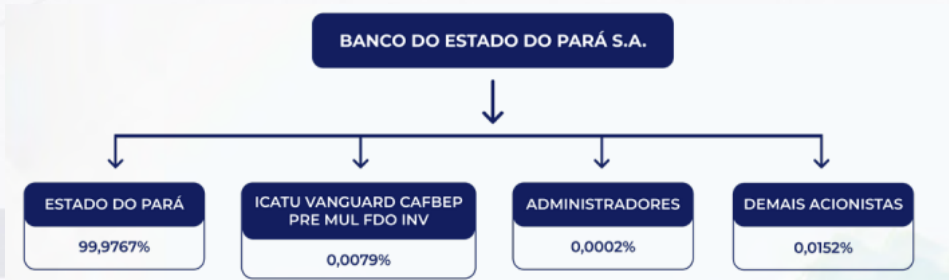 BANCO DO ESTADO DO PARÁ S.A.
ESTADO DO PARÁ
99,9767%
ICATU VANGUARD CAFBEP
PRE MUL FDO INV
0,0079%
ADMINISTRADORES
0,0002%
DEMAIS ACIONISTAS
0,0152%